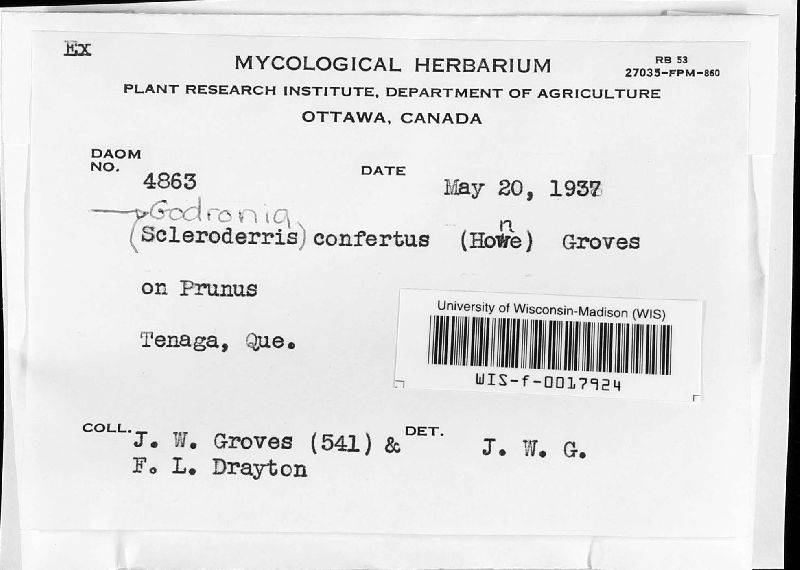 Ex
MYCOLOGICAL HERBARIUM
RB 53
27035-FPM-860
PLANT RESEARCH INSTITUTE, DEPARTMENT OF AGRICULTURE
OTTAWA, CANADA
DAOM
NO. 4863
DATE May 20, 1937
Godronia
(Scleroderris) confertus (Howne) Groves
on Prunus
Tenaga, Que.
University of Wisconsin-Madison (WIS)
WIS-f-0017924
COLL. J. W. Groves (541) &
F. L. Drayton
DET. J. W. G.